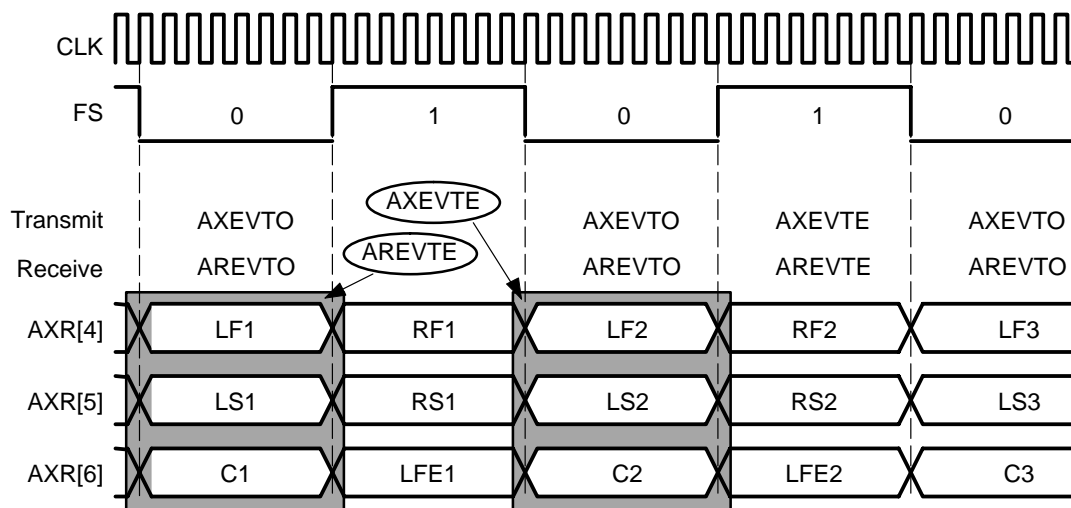 CLK
FS 0 1 0 1 0
AXEVTE
Transmit AXEVTO AXEVTO AXEVTE AXEVTO
AREVTE
Receive AREVTO AREVTO AREVTE AREVTO
AXR[4] LF1 RF1 LF2 RF2 LF3
AXR[5] LS1 RS1 LS2 RS2 LS3
AXR[6] C1 LFE1 C2 LFE2 C3